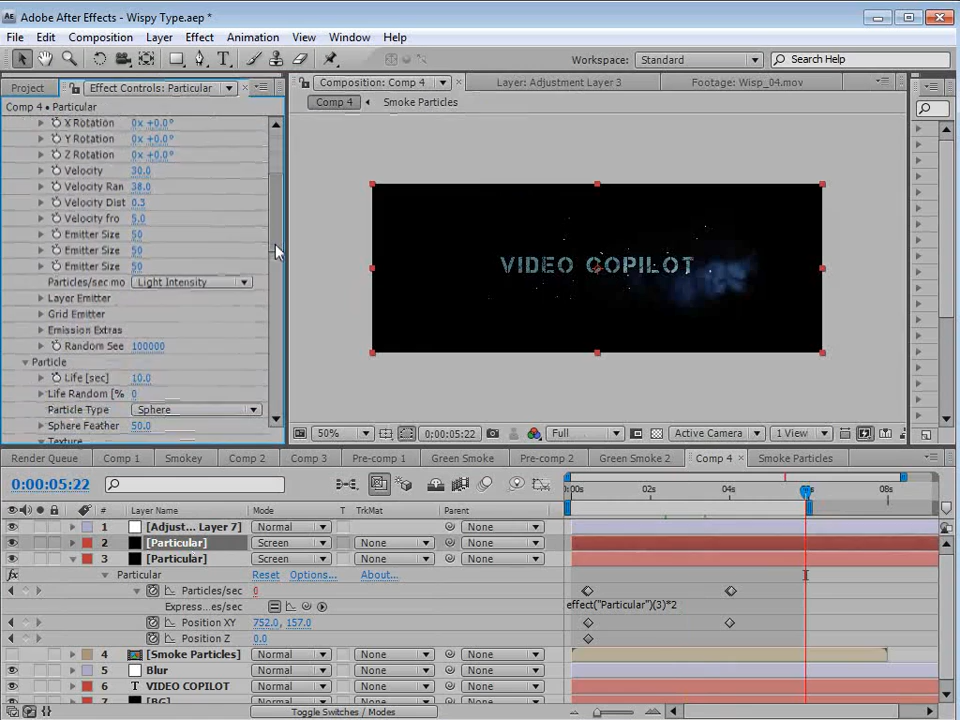 Adobe After Effects - Wispy Type.aep *
File Edit Composition Layer Effect Animation View Window Help
Workspace: Standard Search Help
Project Effect Controls: Particular Composition: Comp 4 Layer: Adjustment Layer 3 Footage: Wisp_04.mov
Comp 4 • Particular
Comp 4 Smoke Particles
X Rotation 0x +0.0°
Y Rotation 0x +0.0°
Z Rotation 0x +0.0°
Velocity 30.0
Velocity Ran 38.0
Velocity Dist 0.3
Velocity fro 5.0
Emitter Size 50
Emitter Size 50
Emitter Size 50
Particles/sec mo Light Intensity
Layer Emitter
Grid Emitter
Emission Extras
Random See 100000
Particle
Life [sec] 10.0
Life Random [% 0
Particle Type Sphere
Sphere Feather 50.0
Texture
VIDEO COPILOT
50% 0:00:05:22 Full Active Camera 1 View
Render Queue Comp 1 Smokey Comp 2 Comp 3 Pre-comp 1 Green Smoke Pre-comp 2 Green Smoke 2 Comp 4 Smoke Particles
0:00:05:22
:00s 02s 04s 08s
# Layer Name Mode T TrkMat Parent
1 [Adjust... Layer 7] Normal None
2 [Particular] Screen None None
3 [Particular] Screen None None
fx Particular Reset Options... About...
Particles/sec 0
Express...es/sec effect("Particular")(3)*2
Position XY 752.0, 157.0
Position Z 0.0
4 [Smoke Particles] Normal None None
5 Blur Normal None None
6 T VIDEO COPILOT Normal None None
7 [BG] Normal None None
Toggle Switches / Modes